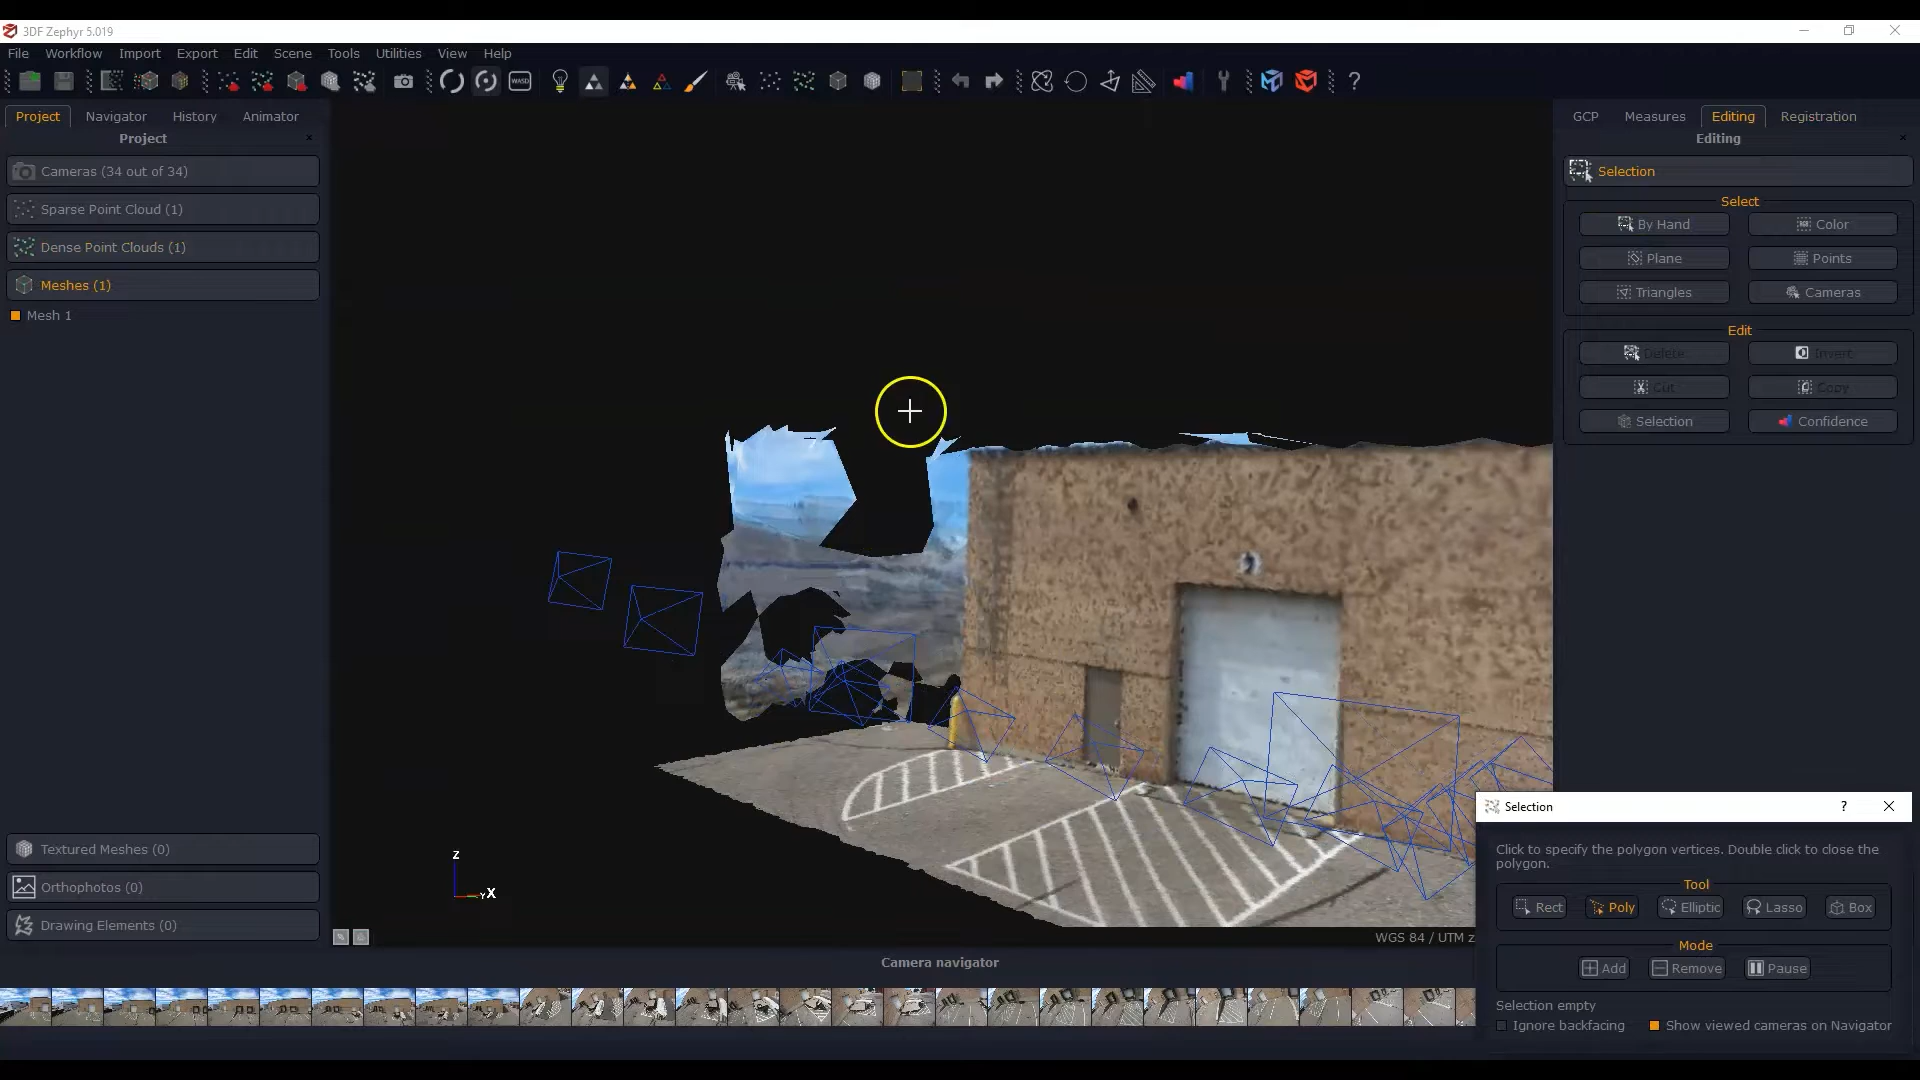 3DF Zephyr 5.019
File Workflow Import Export Edit Scene Tools Utilities View Help
WASD
Project Navigator History Animator
Project
Cameras (34 out of 34)
Sparse Point Cloud (1)
Dense Point Clouds (1)
Meshes (1)
Mesh 1
Textured Meshes (0)
Orthophotos (0)
Drawing Elements (0)
Z
Y X
WGS 84 / UTM z
Camera navigator
GCP Measures Editing Registration
Editing
Selection
Select
By Hand Color
Plane Points
Triangles Cameras
Edit
Delete Invert
Cut Copy
Selection Confidence
Selection
Click to specify the polygon vertices. Double click to close the
polygon.
Tool
Rect Poly Elliptic Lasso Box
Mode
Add Remove Pause
Selection empty
Ignore backfacing Show viewed cameras on Navigator